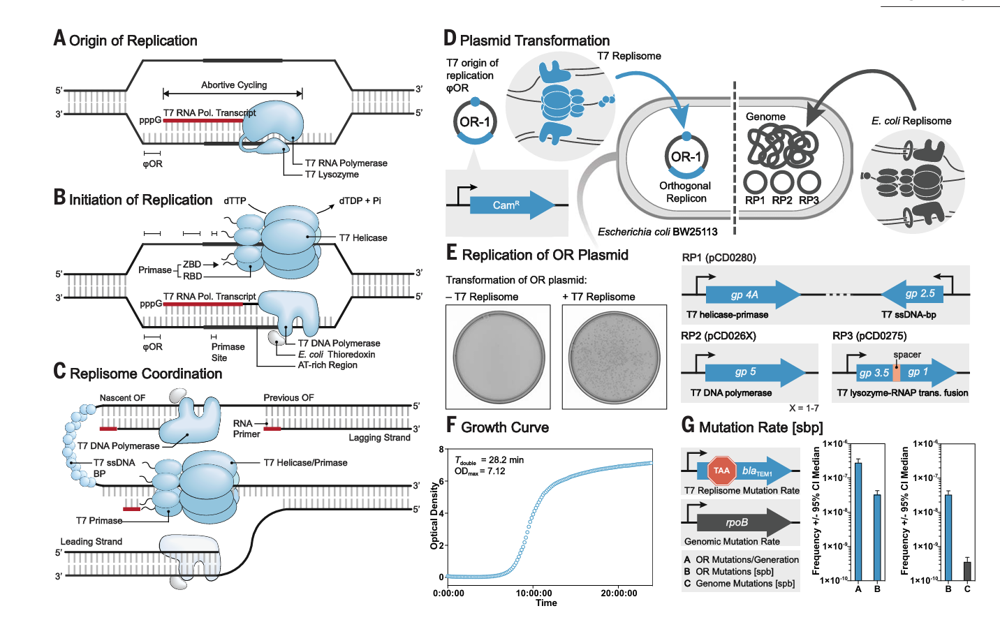 A Origin of Replication
Abortive Cycling
5'
3'
3'
5'
T7 RNA Pol. Transcript
pppG
φOR
T7 RNA Polymerase
T7 Lysozyme
B Initiation of Replication
dTTP
dTDP + Pi
T7 Helicase
Primase
ZBD
RBD
5'
3'
3'
5'
T7 RNA Pol. Transcript
pppG
φOR
Primase
Site
T7 DNA Polymerase
E. coli Thioredoxin
AT-rich Region
C Replisome Coordination
Nascent OF
Previous OF
5'
RNA
Primer
3'
Lagging Strand
T7 DNA Polymerase
T7 ssDNA
BP
T7 Helicase/Primase
3'
5'
T7 Primase
Leading Strand
5'
3'
D Plasmid Transformation
T7 origin of
replication
φOR
T7 Replisome
OR-1
CamR
OR-1
Orthogonal
Replicon
Genome
RP1 RP2 RP3
E. coli Replisome
Escherichia coli BW25113
E Replication of OR Plasmid
Transformation of OR plasmid:
– T7 Replisome
+ T7 Replisome
RP1 (pCD0280)
gp 4A
gp 2.5
T7 helicase-primase
T7 ssDNA-bp
RP2 (pCD026X)
gp 5
T7 DNA polymerase
X = 1-7
RP3 (pCD0275)
spacer
gp 3.5
gp 1
T7 lysozyme-RNAP trans. fusion
F Growth Curve
Tdouble = 28.2 min
ODmax = 7.12
Optical Density
8
6
4
2
0
0:00:00
10:00:00
20:00:00
Time
G Mutation Rate [sbp]
TAA
blaTEM1
T7 Replisome Mutation Rate
rpoB
Genomic Mutation Rate
A OR Mutations/Generation
B OR Mutations [spb]
C Genome Mutations [spb]
Frequency +/- 95% CI Median
1×10-6
1×10-7
1×10-8
1×10-9
1×10-10
A B
Frequency +/- 95% CI Median
1×10-6
1×10-7
1×10-8
1×10-9
1×10-10
B C